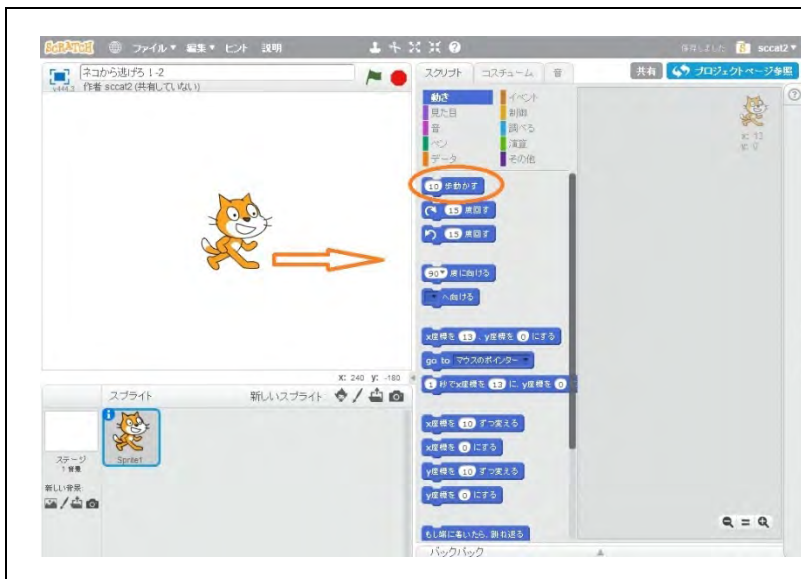 SCRATCH ファイル▼ 編集▼ ヒント 説明
保存しました sccat2▼
ネコから逃げろ！-2
v444.3 作者 sccat2 (共有していない)
スクリプト コスチューム 音
共有 プロジェクトページ参照
動き イベント
見た目 制御
音 調べる
ペン 演算
データ その他
x: 13
y: 0
10 歩動かす
15 度回す
15 度回す
90▼ 度に向ける
▼ へ向ける
x座標を 13 、y座標を 0 にする
go to マウスのポインター▼
1 秒でx座標を 13 に、y座標を 0
x座標を 10 ずつ変える
x座標を 0 にする
y座標を 10 ずつ変える
y座標を 0 にする
もし端に着いたら、跳ね返る
x: 240 y: -180
スプライト 新しいスプライト
ステージ
1 背景
Sprite1
新しい背景
バックパック